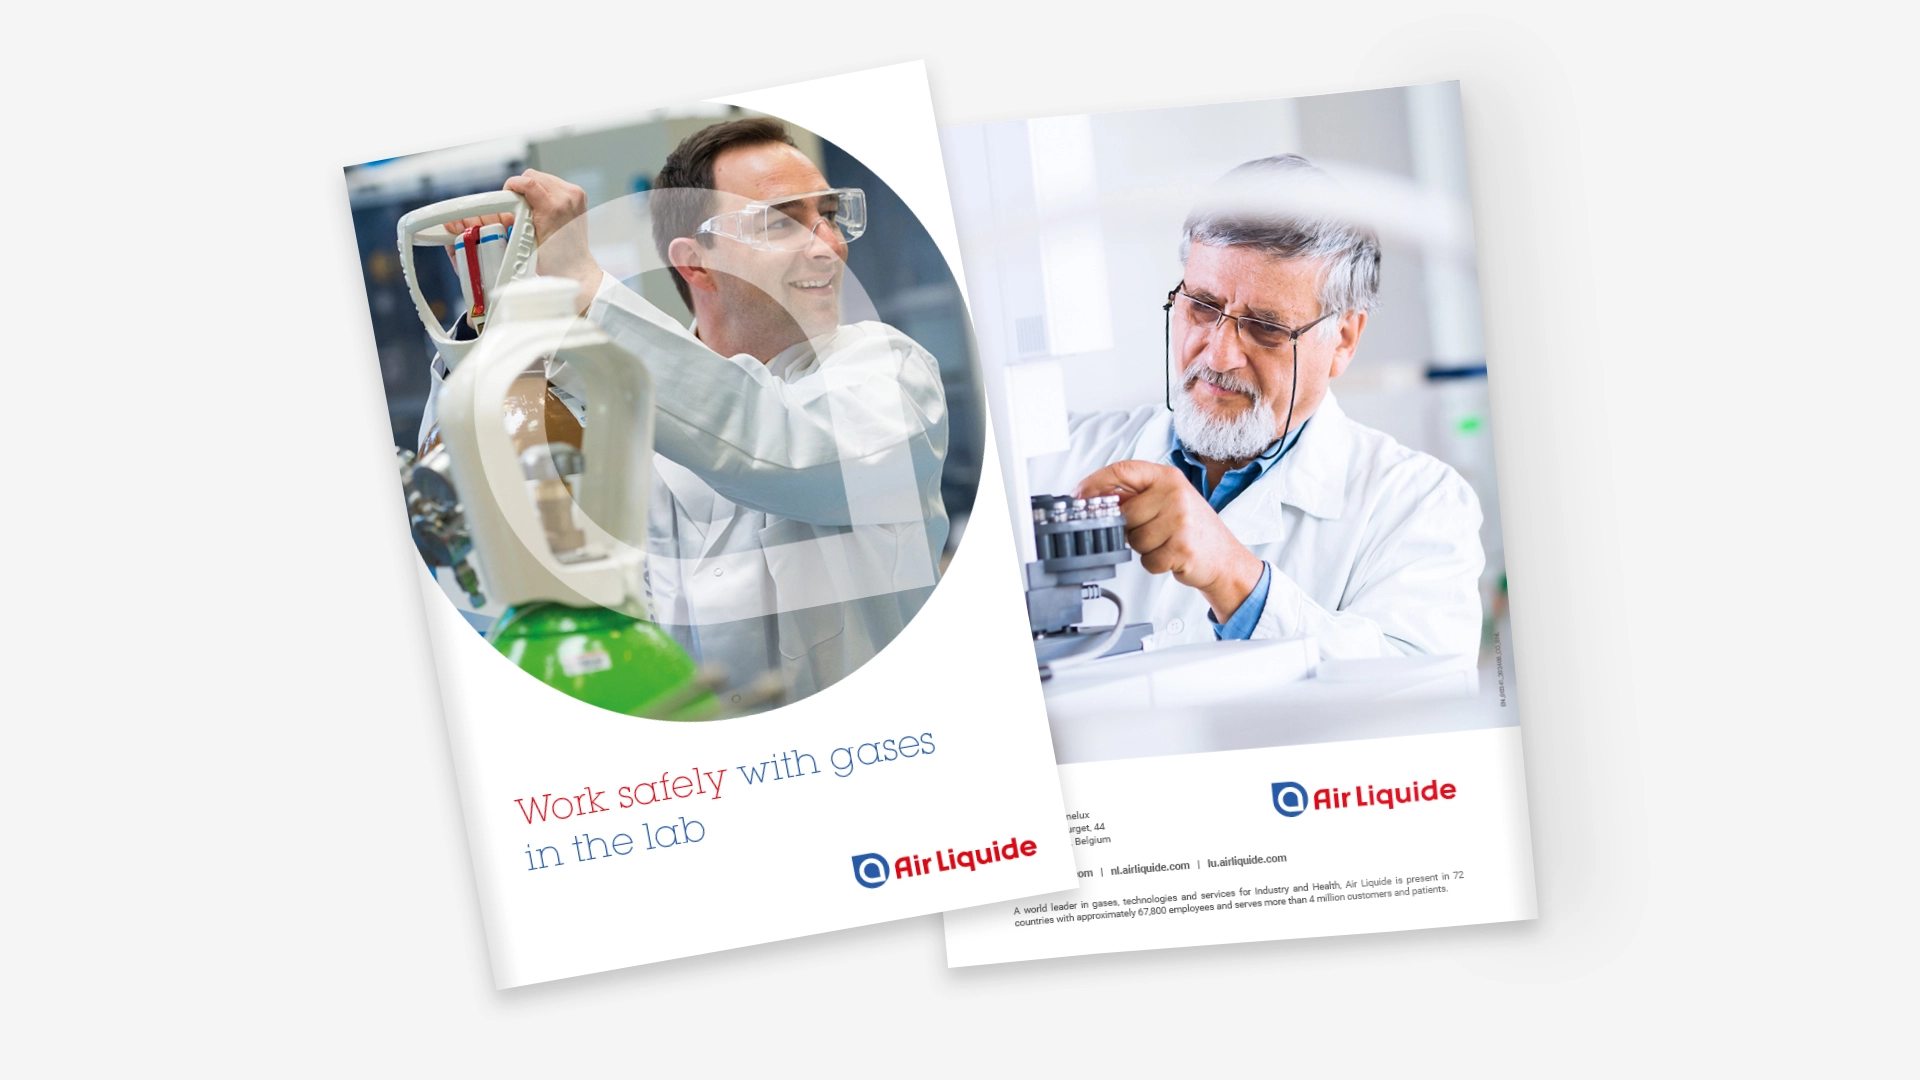 Work safely with gases
in the lab
Air Liquide
Air Liquide
nelux
urget, 44
Belgium
om | nl.airliquide.com | lu.airliquide.com
A world leader in gases, technologies and services for Industry and Health, Air Liquide is present in 72
countries with approximately 67,800 employees and serves more than 4 million customers and patients.